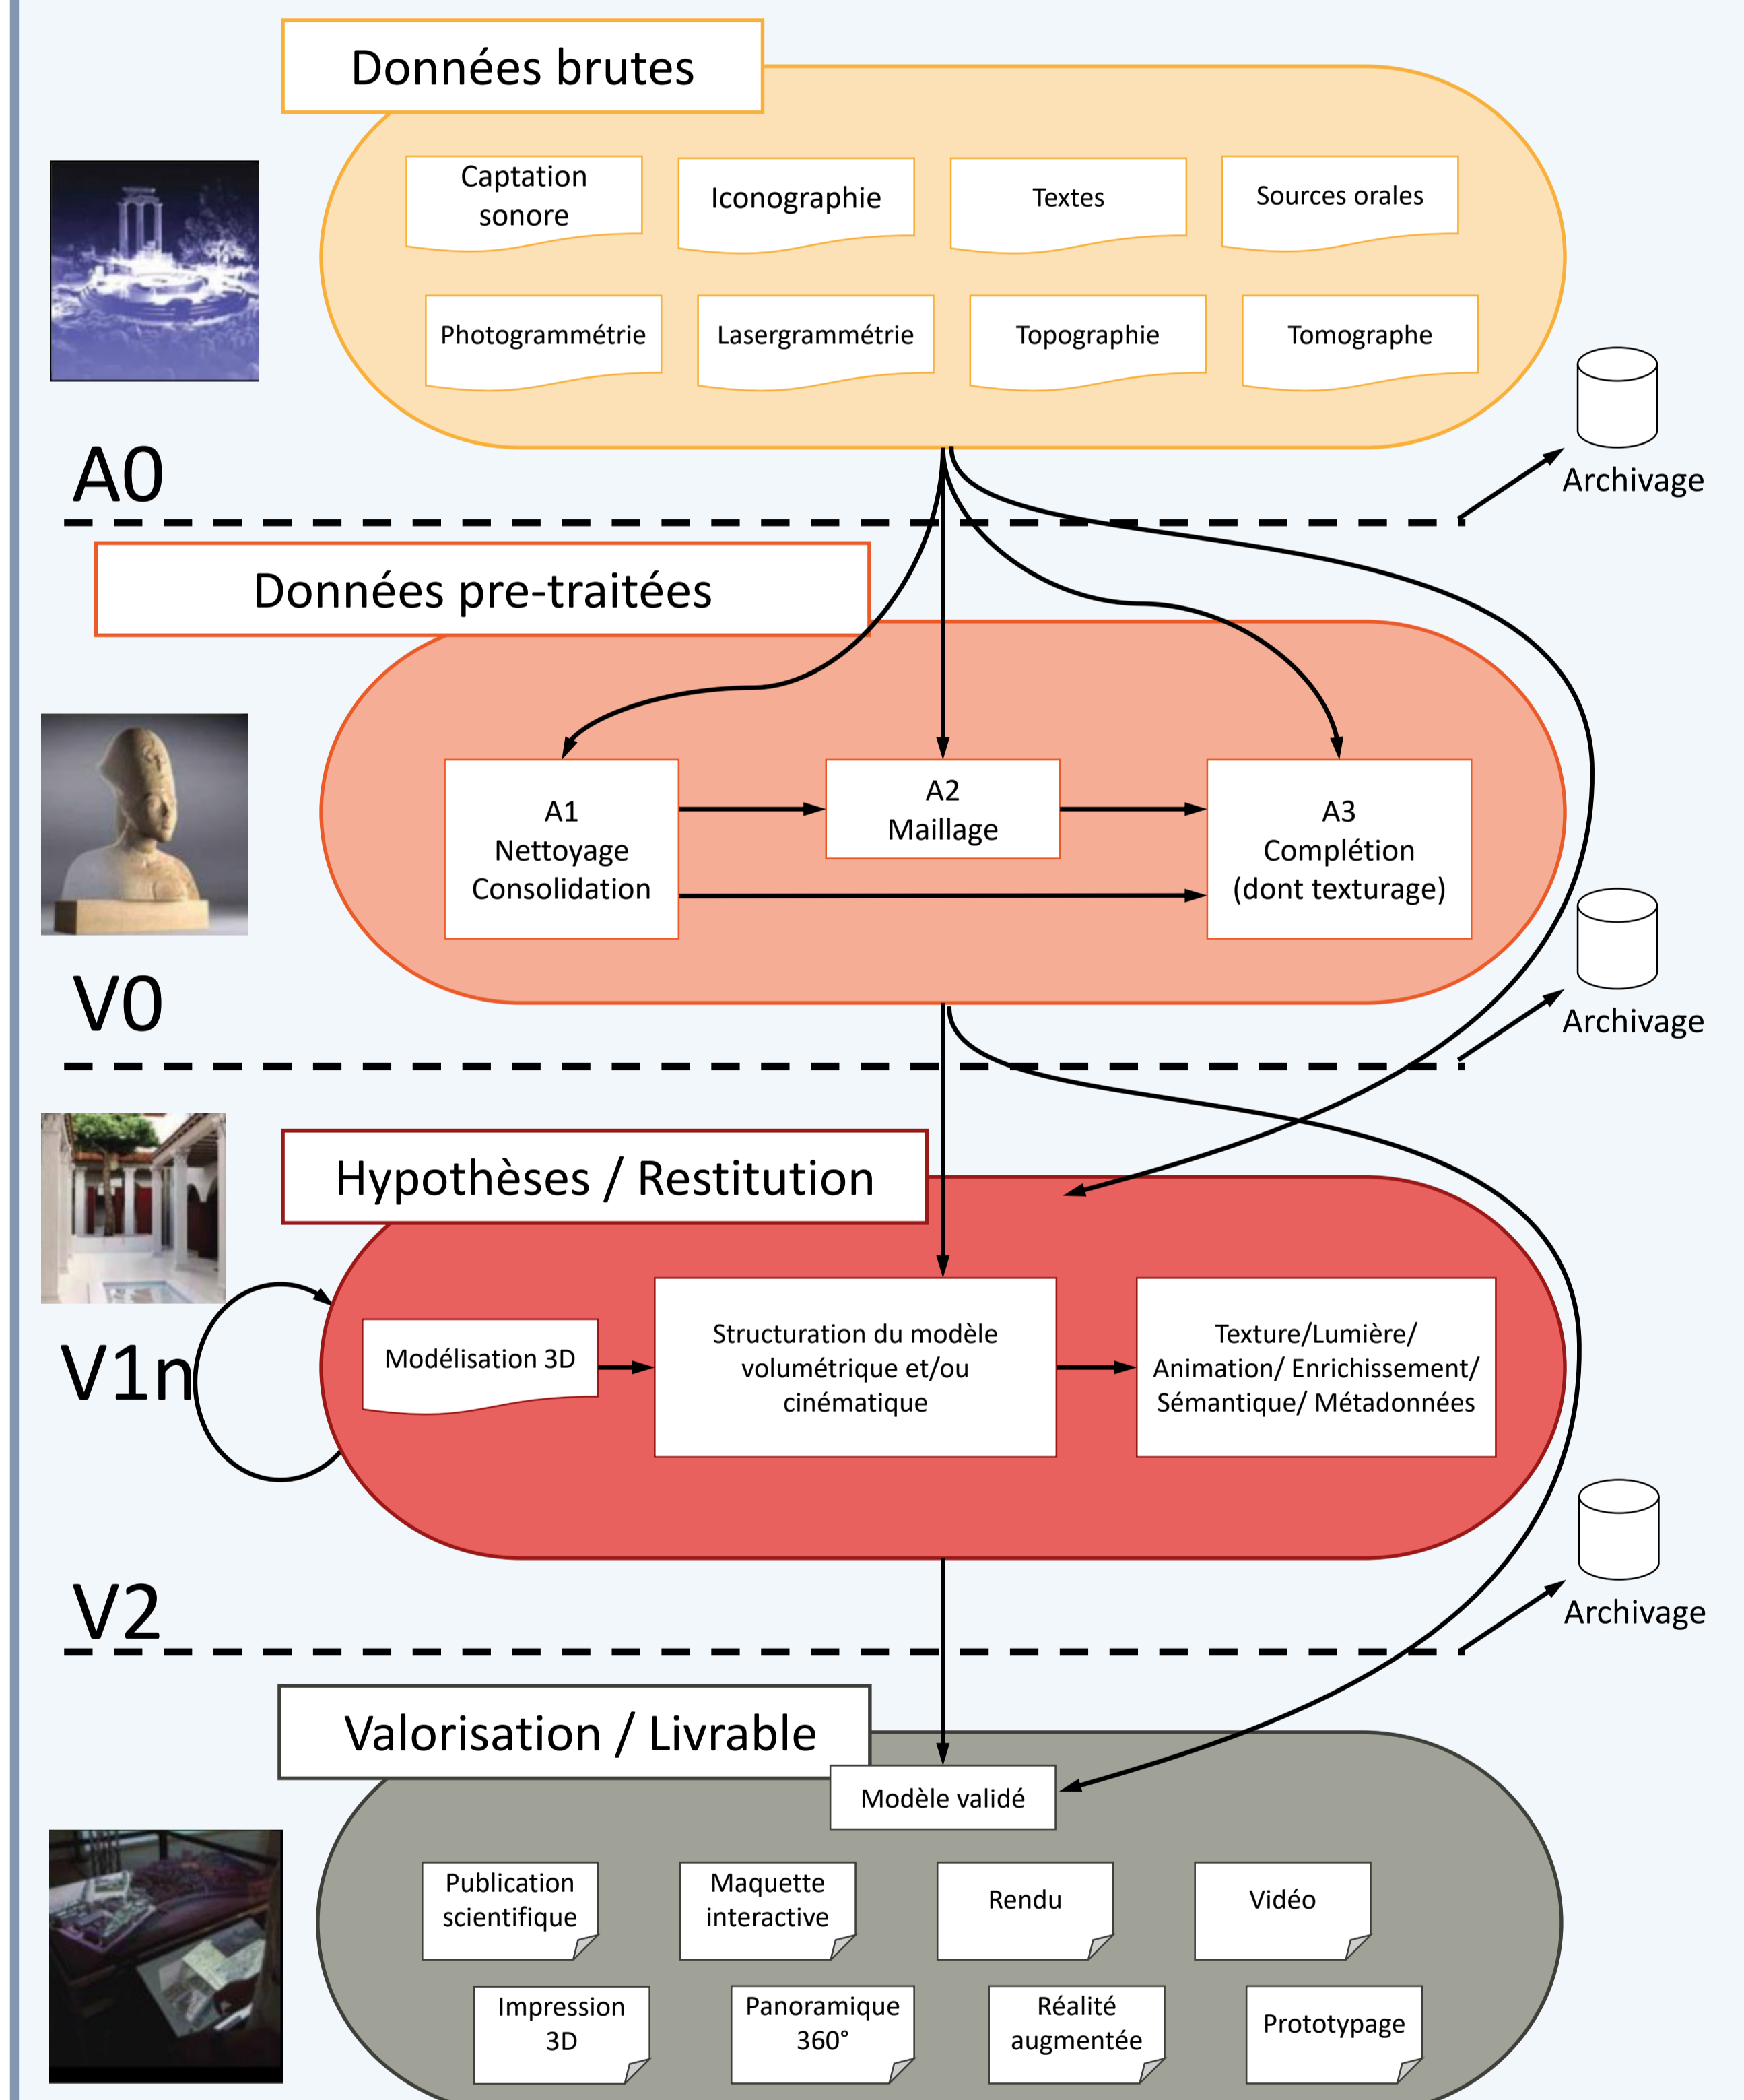 Données brutes
Captation
sonore
Iconographie
Textes
Sources orales
Photogrammétrie
Lasergrammétrie
Topographie
Tomographe
A0
Archivage
Données pre-traitées
A1
Nettoyage
Consolidation
A2
Maillage
A3
Complétion
(dont texturage)
V0
Archivage
Hypothèses / Restitution
V1n
Modélisation 3D
Structuration du modèle
volumétrique et/ou
cinématique
Texture/Lumière/
Animation/ Enrichissement/
Sémantique/ Métadonnées
V2
Archivage
Valorisation / Livrable
Modèle validé
Publication
scientifique
Maquette
interactive
Rendu
Vidéo
Impression
3D
Panoramique
360°
Réalité
augmentée
Prototypage